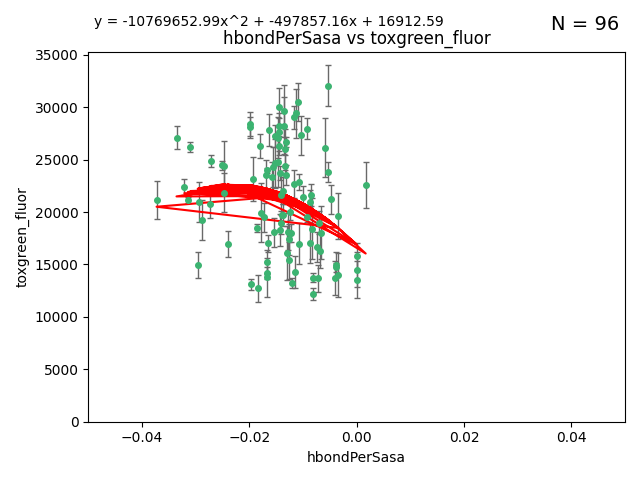 y = -10769652.99x^2 + -497857.16x + 16912.59
N = 96
hbondPerSasa vs toxgreen_fluor
35000
30000
25000
20000
15000
10000
5000
0
toxgreen_fluor
−0.04
−0.02
0.00
0.02
0.04
hbondPerSasa